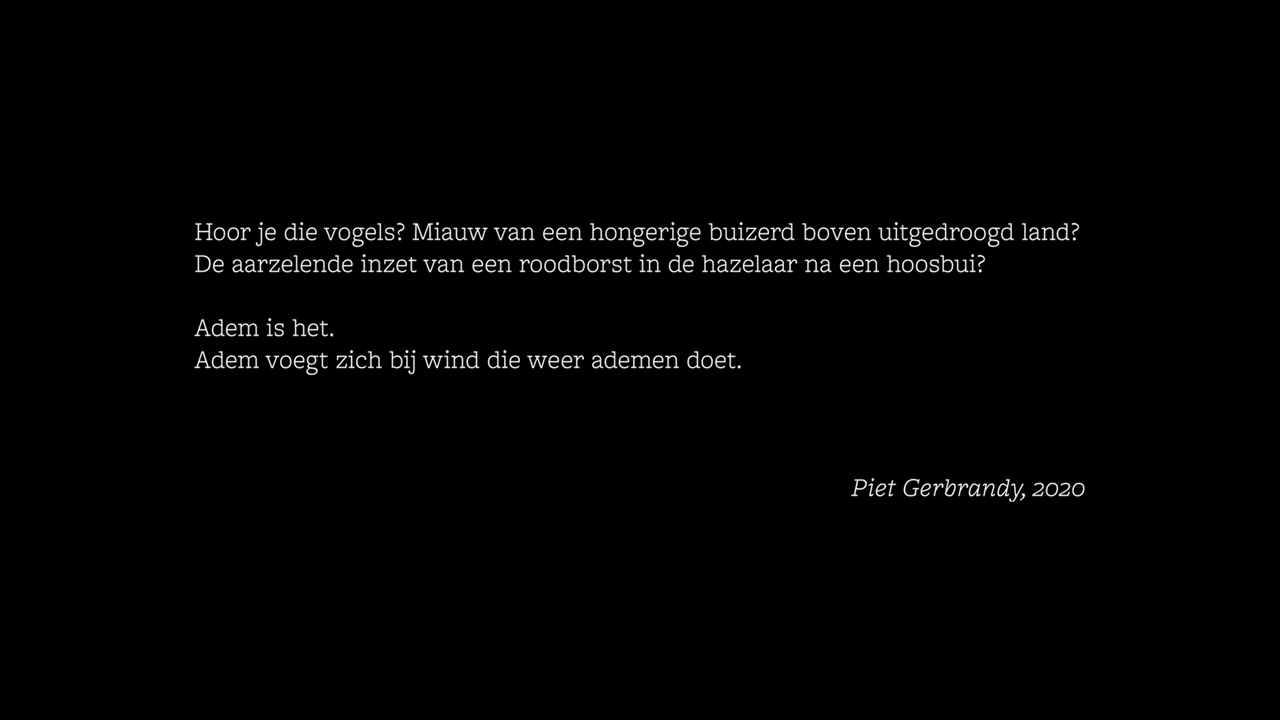 Hoor je die vogels? Miauw van een hongerige buizerd boven uitgedroogd land?
De aarzelende inzet van een roodborst in de hazelaar na een hoosbui?
Adem is het.
Adem voegt zich bij wind die weer ademen doet.
Piet Gerbrandy, 2020